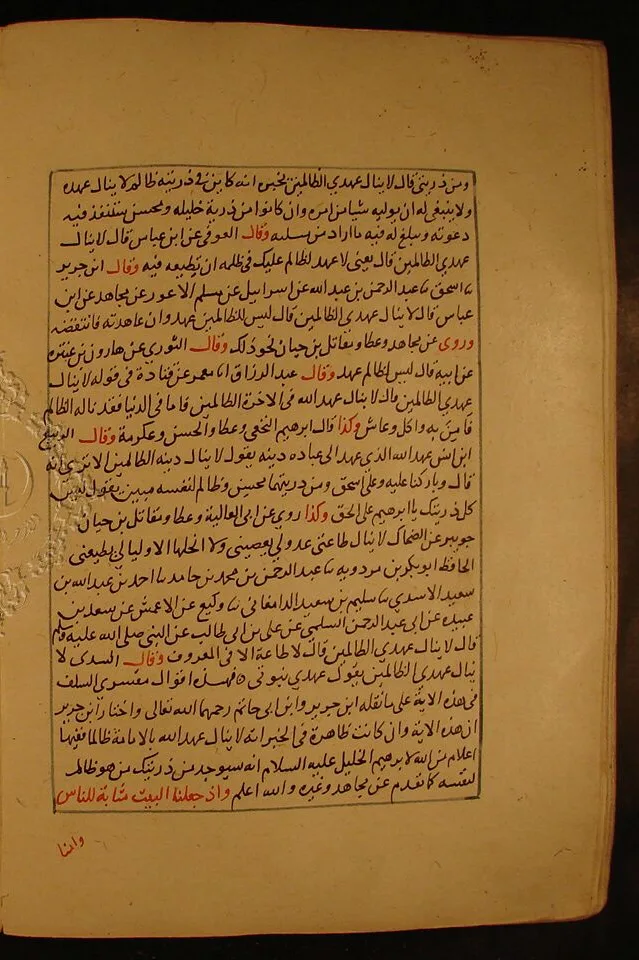 ومن ذريتي قال لا ينال عهدي الظالمين يخبره انه كاين في ذريته ظالم لا ينال عهده
ولا ينبغي له ان يوليه شيا من امره وان كانوا من ذرية خليله ومحسن ستنفذ فيه
دعوته ويبلغ له فيه ما اراد من مسلته وقال العوفي عن ابن عباس قال لا ينال
عهدي الظالمين قال يعني لا عهد لظالم عليك في ظلمه ان تطيعه فيه وقال ابن جرير
ثنا اسحق ثنا عبد الرحمن بن عبد الله عن اسراييل عن مسلم الاعور عن مجاهد عن ابن
عباس قال لا ينال عهدي الظالمين قال ليس للظالمين عهد وان عاهدته فانتقضه
وروي عن مجاهد وعطا ومقاتل بن حيان نحو ذلك وقال الثوري عن هارون بن عنترة
عن ابيه قال ليس لظالم عهد وقال عبد الرزاق انا معمر عن قتادة في قوله لا ينال
عهدي الظالمين قال لا ينال عهد الله في الاخرة الظالمين فاما في الدنيا فقد ناله الظالم
فامن به واكل وعاش وكذا قال ابرهيم النخعي وعطا والحسن وعكرمة وقال الربيع
ابن انس عهد الله الذي عهد الى عباده دينه يقول لا ينال دينه الظالمين الا ترى انه
قال وباركنا عليه وعلى اسحق ومن ذريتهما محسن وظالم لنفسه مبين يقول ليس
كل ذريتك يا ابرهيم على الحق وكذا روي عن ابي العالية وعطا ومقاتل بن حيان
جويبر عن الضحاك لا ينال طاعتي عدو لي يعصيني ولا انحلها الا وليا لي يطيعني
الحافظ ابو بكر بن مردويه ثنا عبد الرحمن بن محمد بن حامد ثنا احمد بن عبد الله بن
سعيد الاسدي ثنا سليم بن سعيد الدامغاني ثنا وكيع عن الاعمش عن سعد بن
عبيدة عن ابي عبد الرحمن السلمي عن علي بن ابي طالب عن النبي صلى الله عليه وسلم
قال لا ينال عهدي الظالمين قال لا طاعة الا في المعروف وقال السدي لا
ينال عهدي الظالمين يقول عهدي نبوتي فهذه اقوال مفسري السلف
في هذه الاية على ما نقله ابن جرير وابن ابي حاتم رحمهما الله تعالى واختار ابن جرير
ان هذه الاية وان كانت ظاهرة في الخبر انه لا ينال عهد الله بالامامة ظالما ففيها
اعلام من الله لابرهيم الخليل عليه السلام انه سيوجد من ذريتك من هو ظالم
لنفسه كما تقدم عن مجاهد وغيره والله اعلم واذ جعلنا البيت مثابة للناس
وامنا